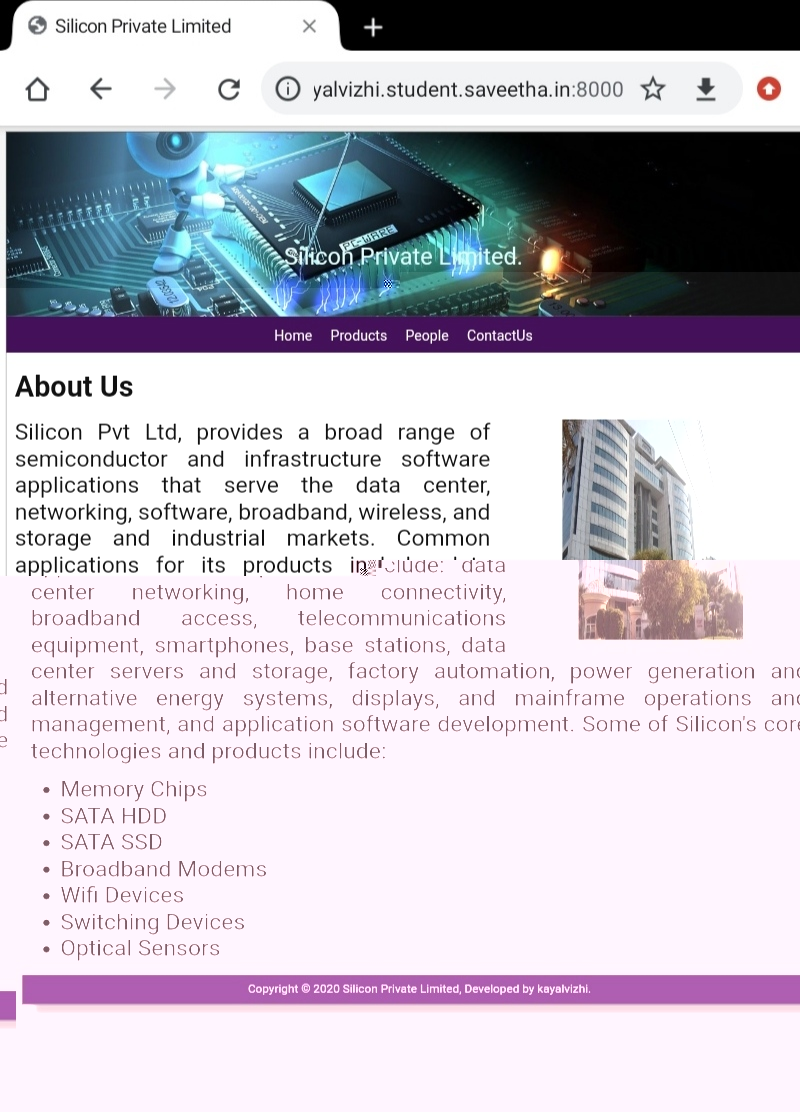 Silicon Private Limited
yalvizhi.student.saveetha.in:8000
PC-WARE
Silicon Private Limited.
Home Products People ContactUs
About Us
Silicon Pvt Ltd, provides a broad range of
semiconductor and infrastructure software
applications that serve the data center,
networking, software, broadband, wireless, and
storage and industrial markets. Common
applications for its products include: data
center networking, home connectivity,
broadband access, telecommunications
equipment, smartphones, base stations, data
center servers and storage, factory automation, power generation and
alternative energy systems, displays, and mainframe operations and
management, and application software development. Some of Silicon's core
technologies and products include:
• Memory Chips
• SATA HDD
• SATA SSD
• Broadband Modems
• Wifi Devices
• Switching Devices
• Optical Sensors
Copyright © 2020 Silicon Private Limited, Developed by kayalvizhi.